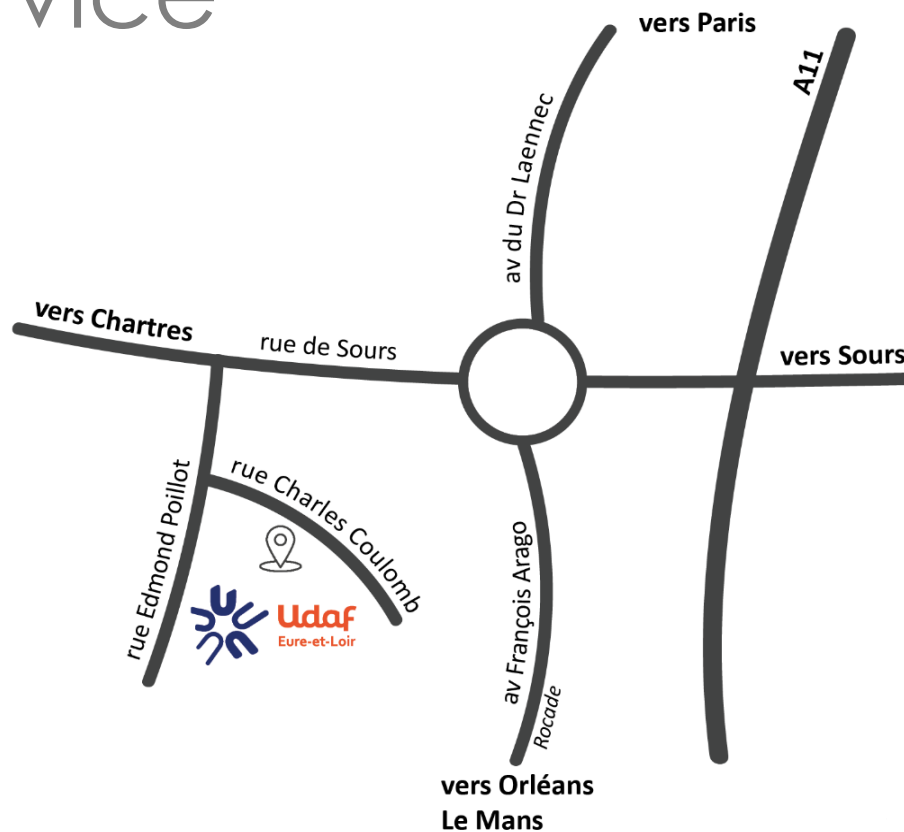 vice
vers Paris
A11
av du Dr Laennec
vers Chartres
rue de Sours
vers Sours
rue Charles Coulomb
rue Edmond Poillot
Udaf
Eure-et-Loir
av François Arago
Rocade
vers Orléans
Le Mans